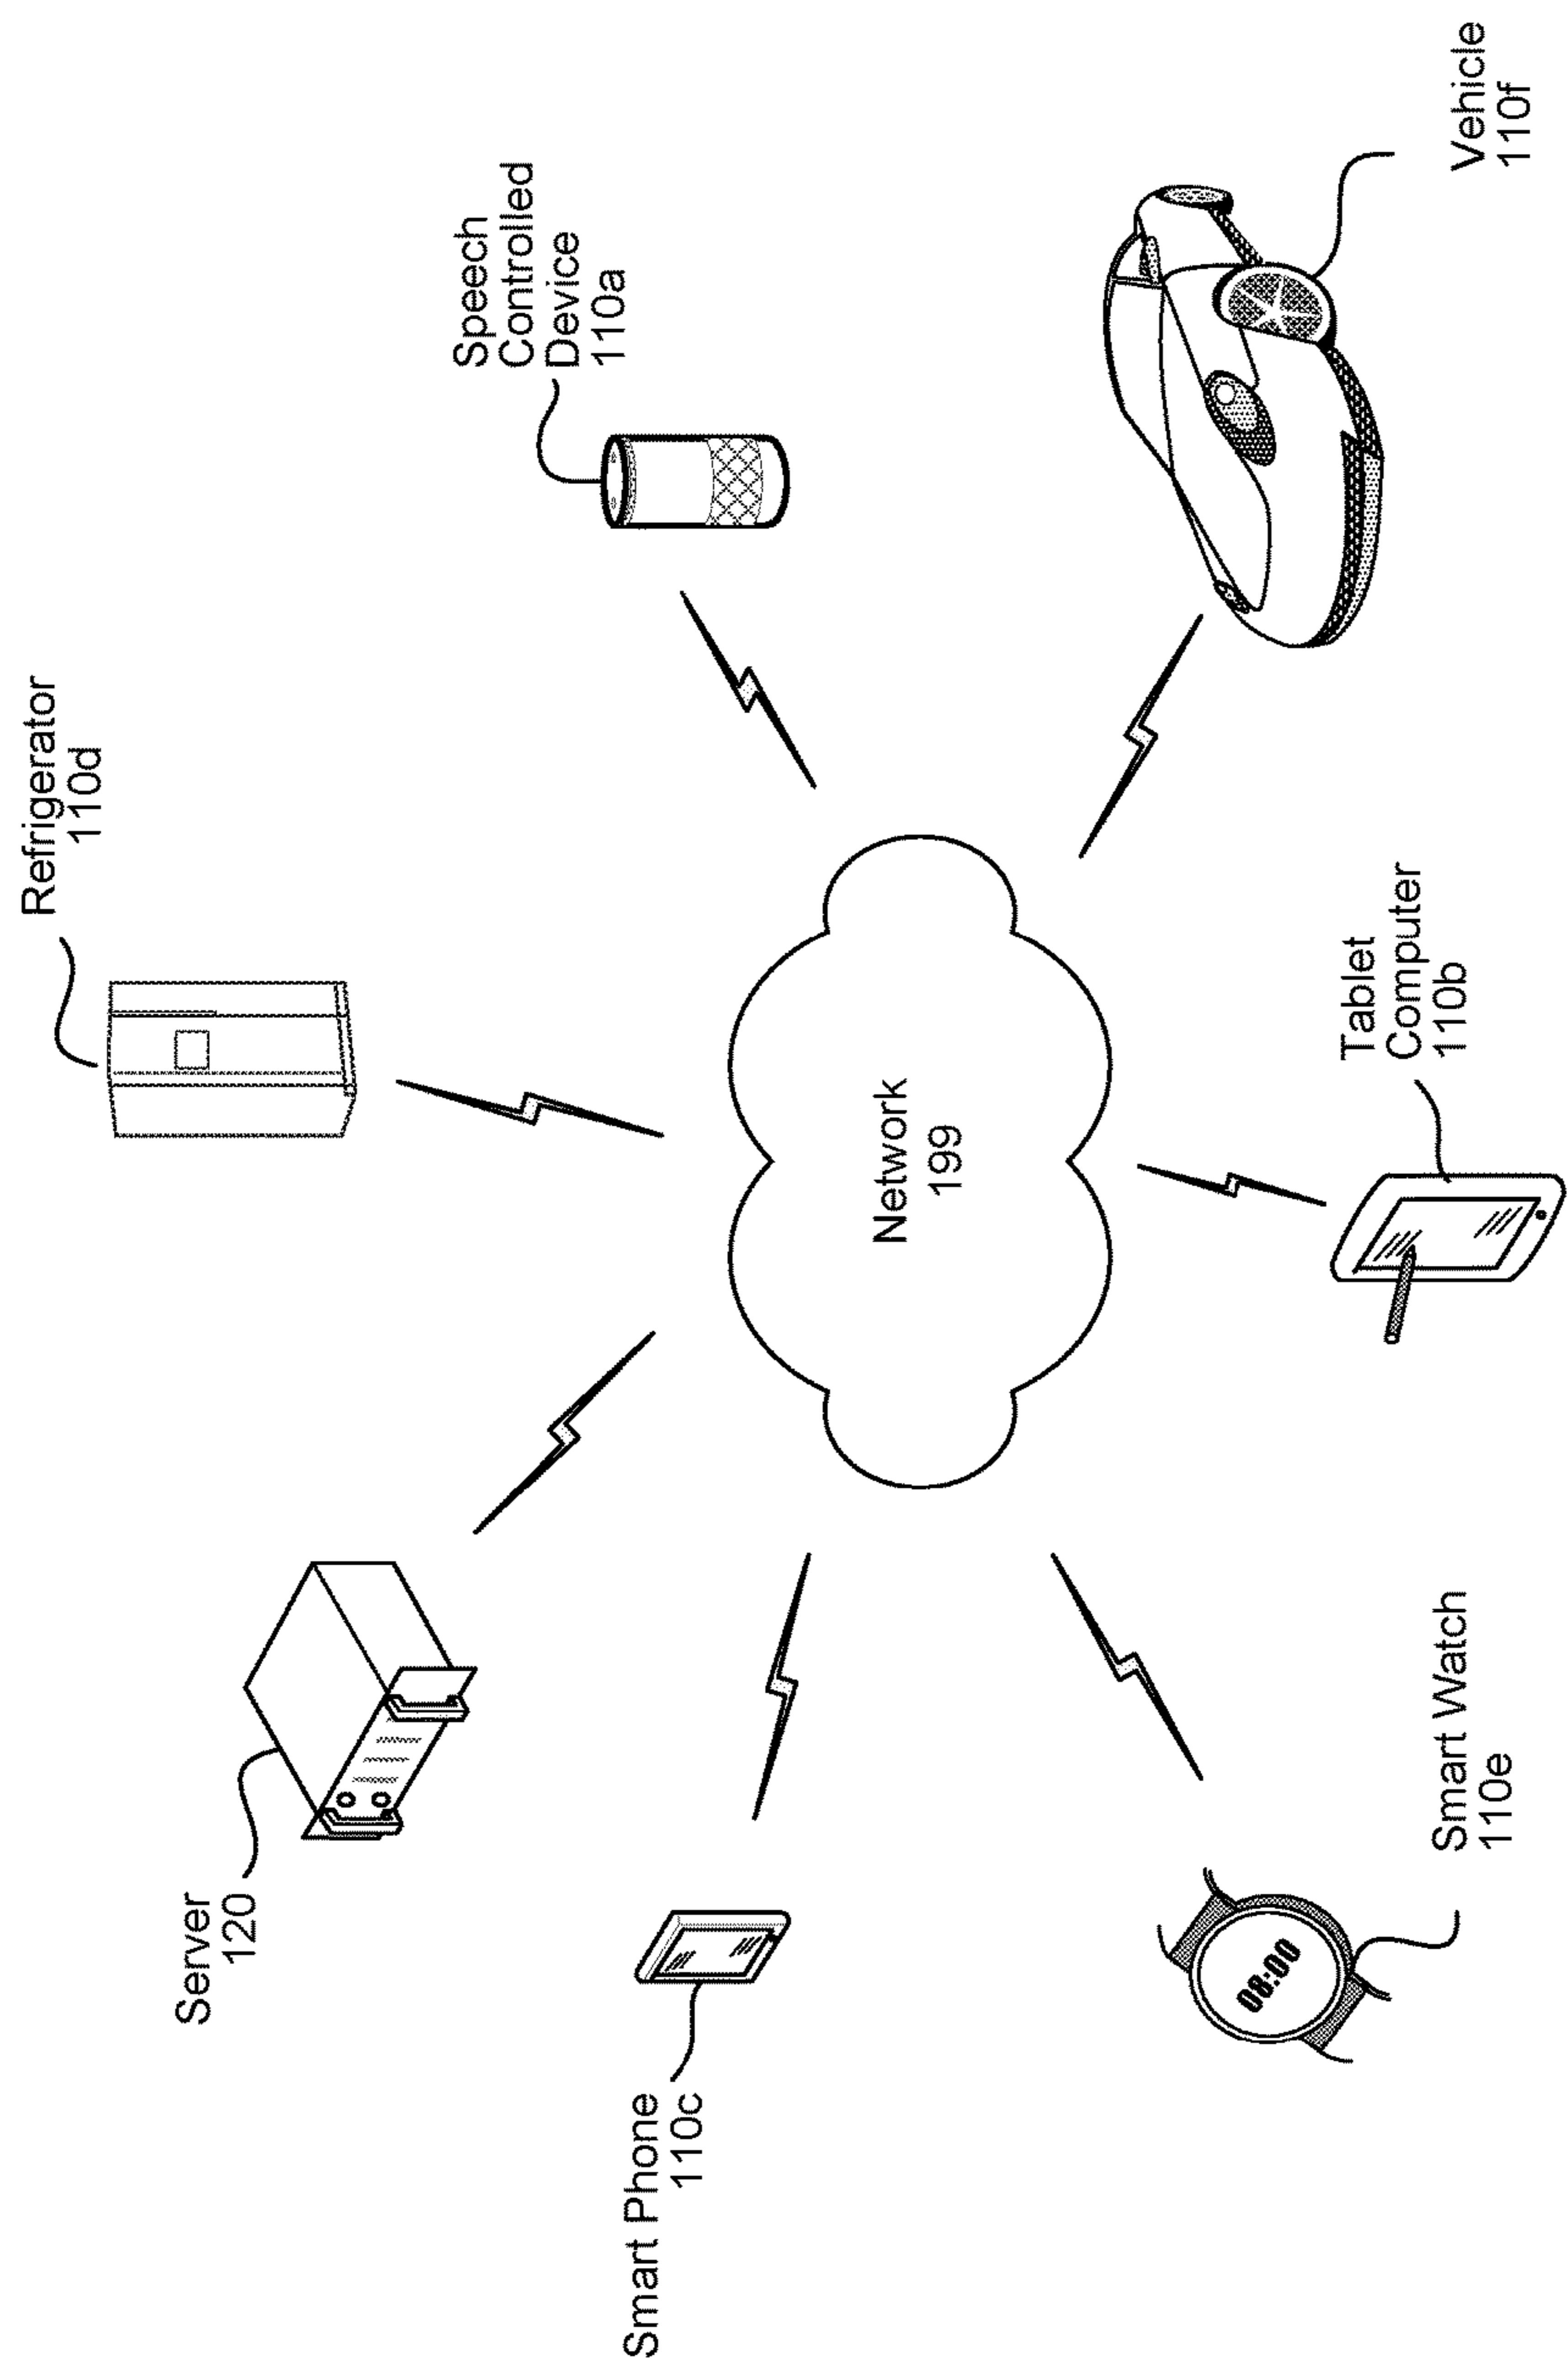 Refrigerator
110d
Server
120
Speech
Controlled
Device
110a
Smart Phone
110c
Network
199
08:00
Tablet
Computer
110b
Smart Watch
110e
Vehicle
110f